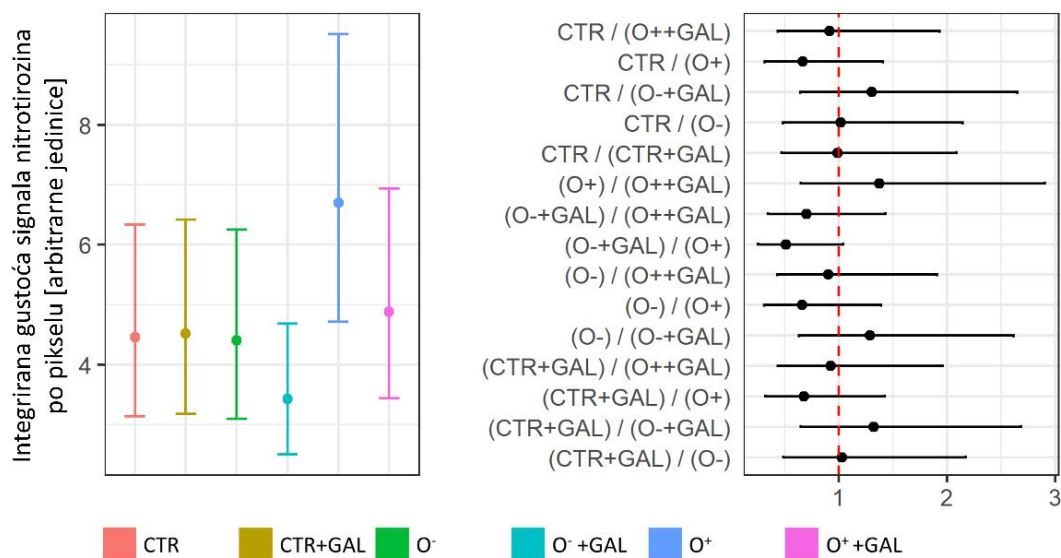 Integrirana gustoća signala nitrotirozina
po pikselu [arbitrarne jedinice]
8
6
4
CTR / (O++GAL)
CTR / (O+)
CTR / (O-+GAL)
CTR / (O-)
CTR / (CTR+GAL)
(O+) / (O++GAL)
(O-+GAL) / (O++GAL)
(O-+GAL) / (O+)
(O-) / (O++GAL)
(O-) / (O+)
(O-) / (O-+GAL)
(CTR+GAL) / (O++GAL)
(CTR+GAL) / (O+)
(CTR+GAL) / (O-+GAL)
(CTR+GAL) / (O-)
1 2 3
CTR CTR+GAL O⁻ O⁻ +GAL O⁺ O⁺ +GAL